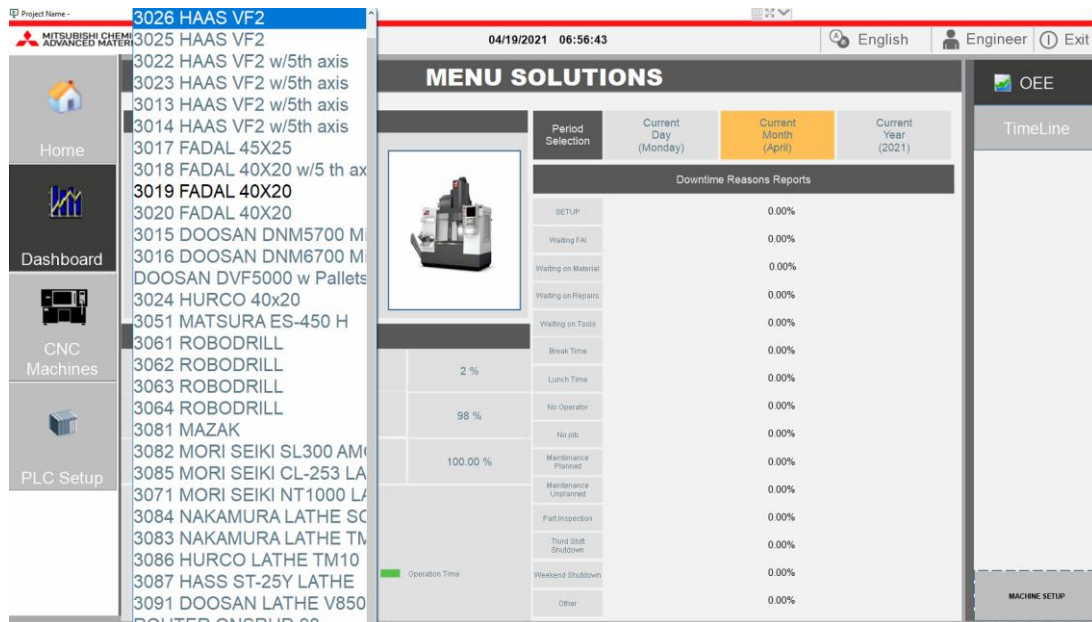 Project Name -
MITSUBISHI CHEMI
ADVANCED MATERI
04/19/2021 06:56:43
English
Engineer
Exit
Home
Dashboard
CNC
Machines
PLC Setup
3026 HAAS VF2
3025 HAAS VF2
3022 HAAS VF2 w/5th axis
3023 HAAS VF2 w/5th axis
3013 HAAS VF2 w/5th axis
3014 HAAS VF2 w/5th axis
3017 FADAL 45X25
3018 FADAL 40X20 w/5 th ax
3019 FADAL 40X20
3020 FADAL 40X20
3015 DOOSAN DNM5700 Mi
3016 DOOSAN DNM6700 Mi
DOOSAN DVF5000 w Pallets
3024 HURCO 40x20
3051 MATSURA ES-450 H
3061 ROBODRILL
3062 ROBODRILL
3063 ROBODRILL
3064 ROBODRILL
3081 MAZAK
3082 MORI SEIKI SL300 AM
3085 MORI SEIKI CL-253 LA
3071 MORI SEIKI NT1000 LA
3084 NAKAMURA LATHE SC
3083 NAKAMURA LATHE TM
3086 HURCO LATHE TM10
3087 HASS ST-25Y LATHE
3091 DOOSAN LATHE V850
MENU SOLUTIONS
2 %
98 %
100.00 %
Operation Time
Period
Selection
Current
Day
(Monday)
Current
Month
(April)
Current
Year
(2021)
Downtime Reasons Reports
SETUP 0.00%
Waiting FAI 0.00%
Waiting on Material 0.00%
Waiting on Repairs 0.00%
Waiting on Tools 0.00%
Break Time 0.00%
Lunch Time 0.00%
No Operator 0.00%
No job 0.00%
Maintenance
Planned 0.00%
Maintenance
Unplanned 0.00%
Part Inspection 0.00%
Third Shift
Shutdown 0.00%
Weekend Shutdown 0.00%
Other 0.00%
OEE
TimeLine
MACHINE SETUP